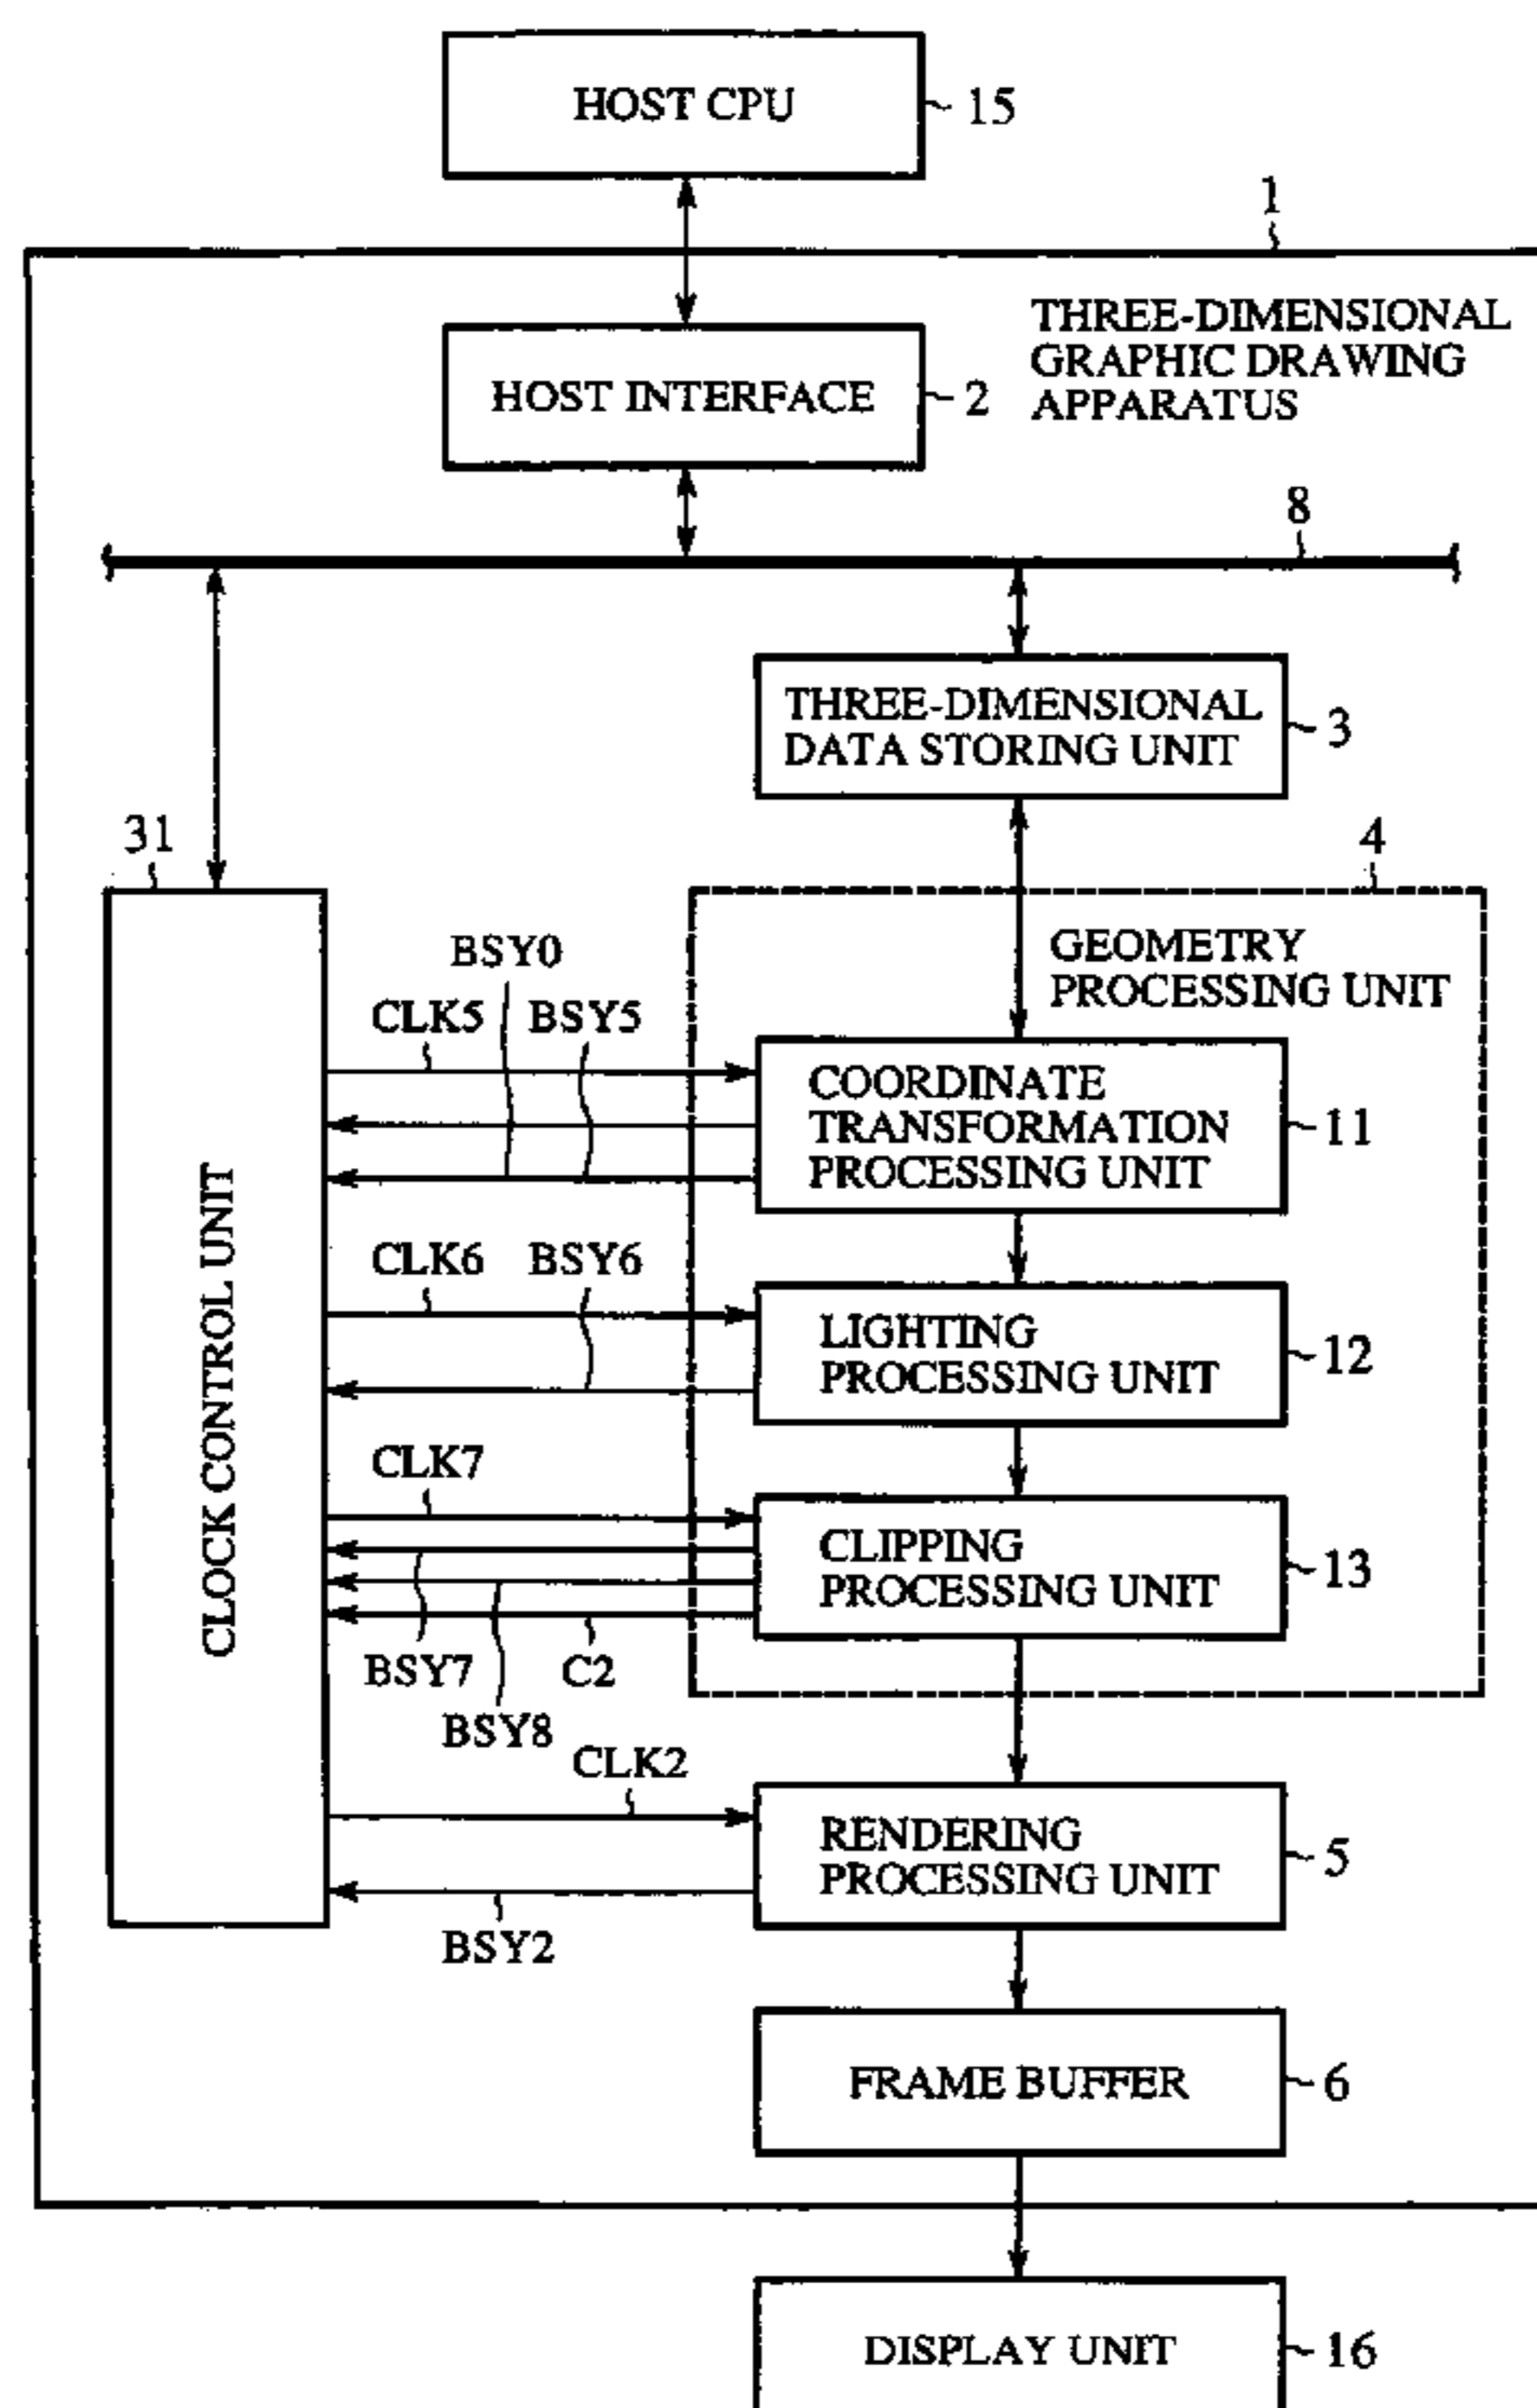 HOST CPU
15
1
THREE-DIMENSIONAL
GRAPHIC DRAWING
APPARATUS
HOST INTERFACE
2
8
THREE-DIMENSIONAL
DATA STORING UNIT
3
31
4
GEOMETRY
PROCESSING UNIT
BSY0
CLK5
BSY5
COORDINATE
TRANSFORMATION
PROCESSING UNIT
11
CLOCK CONTROL UNIT
CLK6
BSY6
LIGHTING
PROCESSING UNIT
12
CLK7
CLIPPING
PROCESSING UNIT
13
BSY7
C2
BSY8
CLK2
RENDERING
PROCESSING UNIT
5
BSY2
FRAME BUFFER
6
DISPLAY UNIT
16